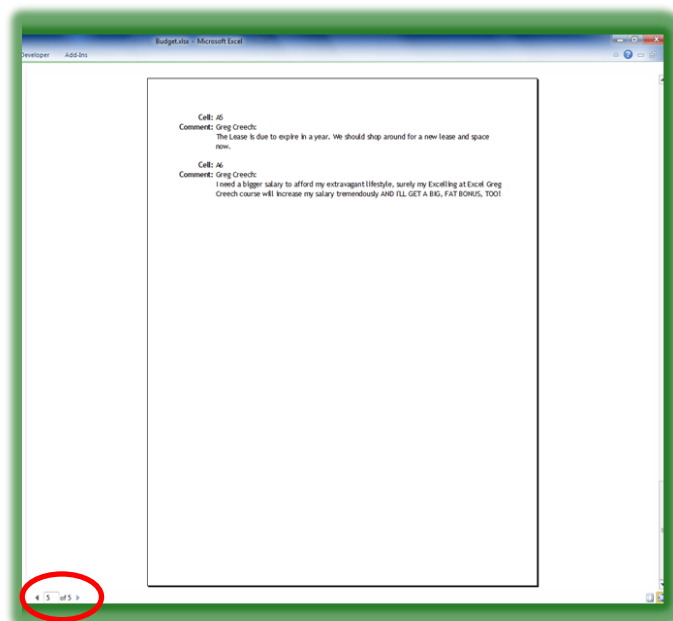 Budget.xlsx - Microsoft Excel
Developer Add-Ins
Cell: A5
Comment: Greg Creech:
The Lease is due to expire in a year. We should shop around for a new lease and space
now.
Cell: A6
Comment: Greg Creech:
I need a bigger salary to afford my extravagant lifestyle, surely my Excelling at Excel Greg
Creech course will increase my salary tremendously AND I'LL GET A BIG, FAT BONUS, TOO!
5 of 5